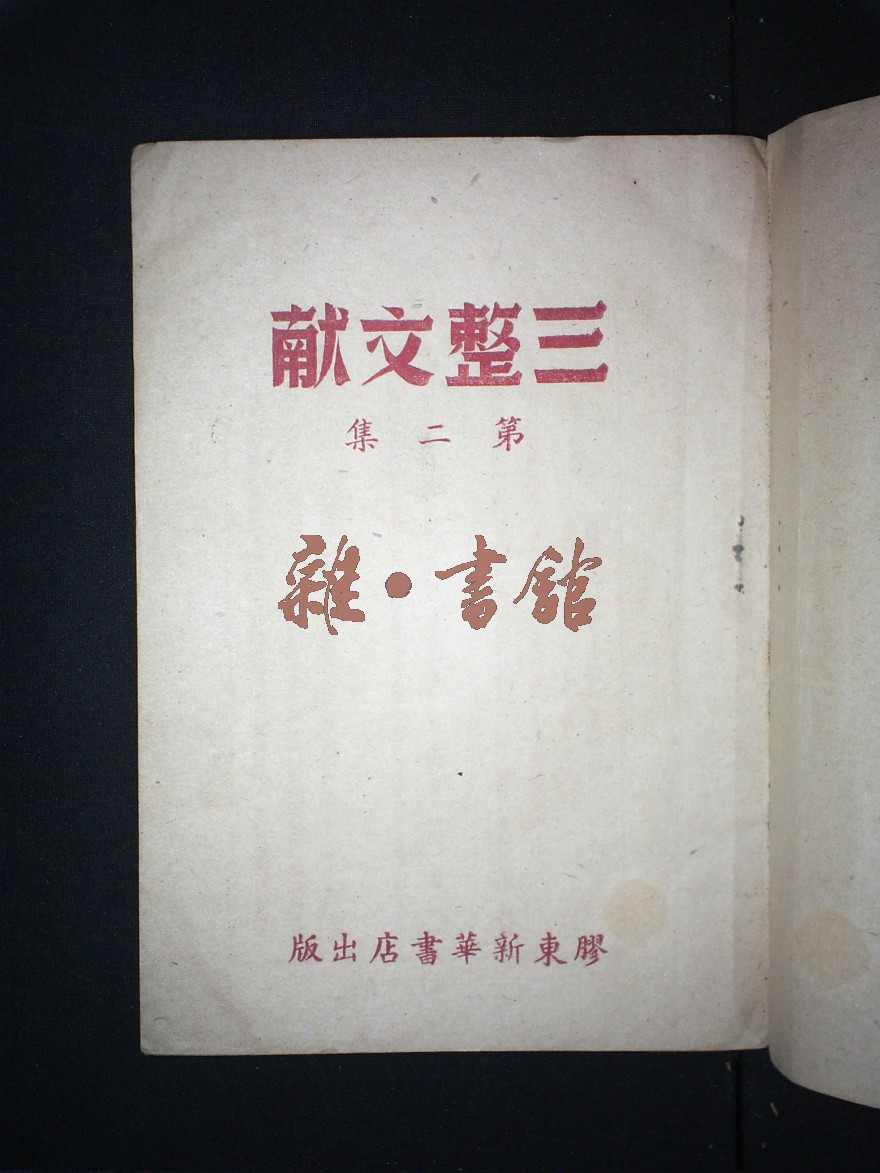 三整文献
第二集
雜·書館
膠東新華書店出版